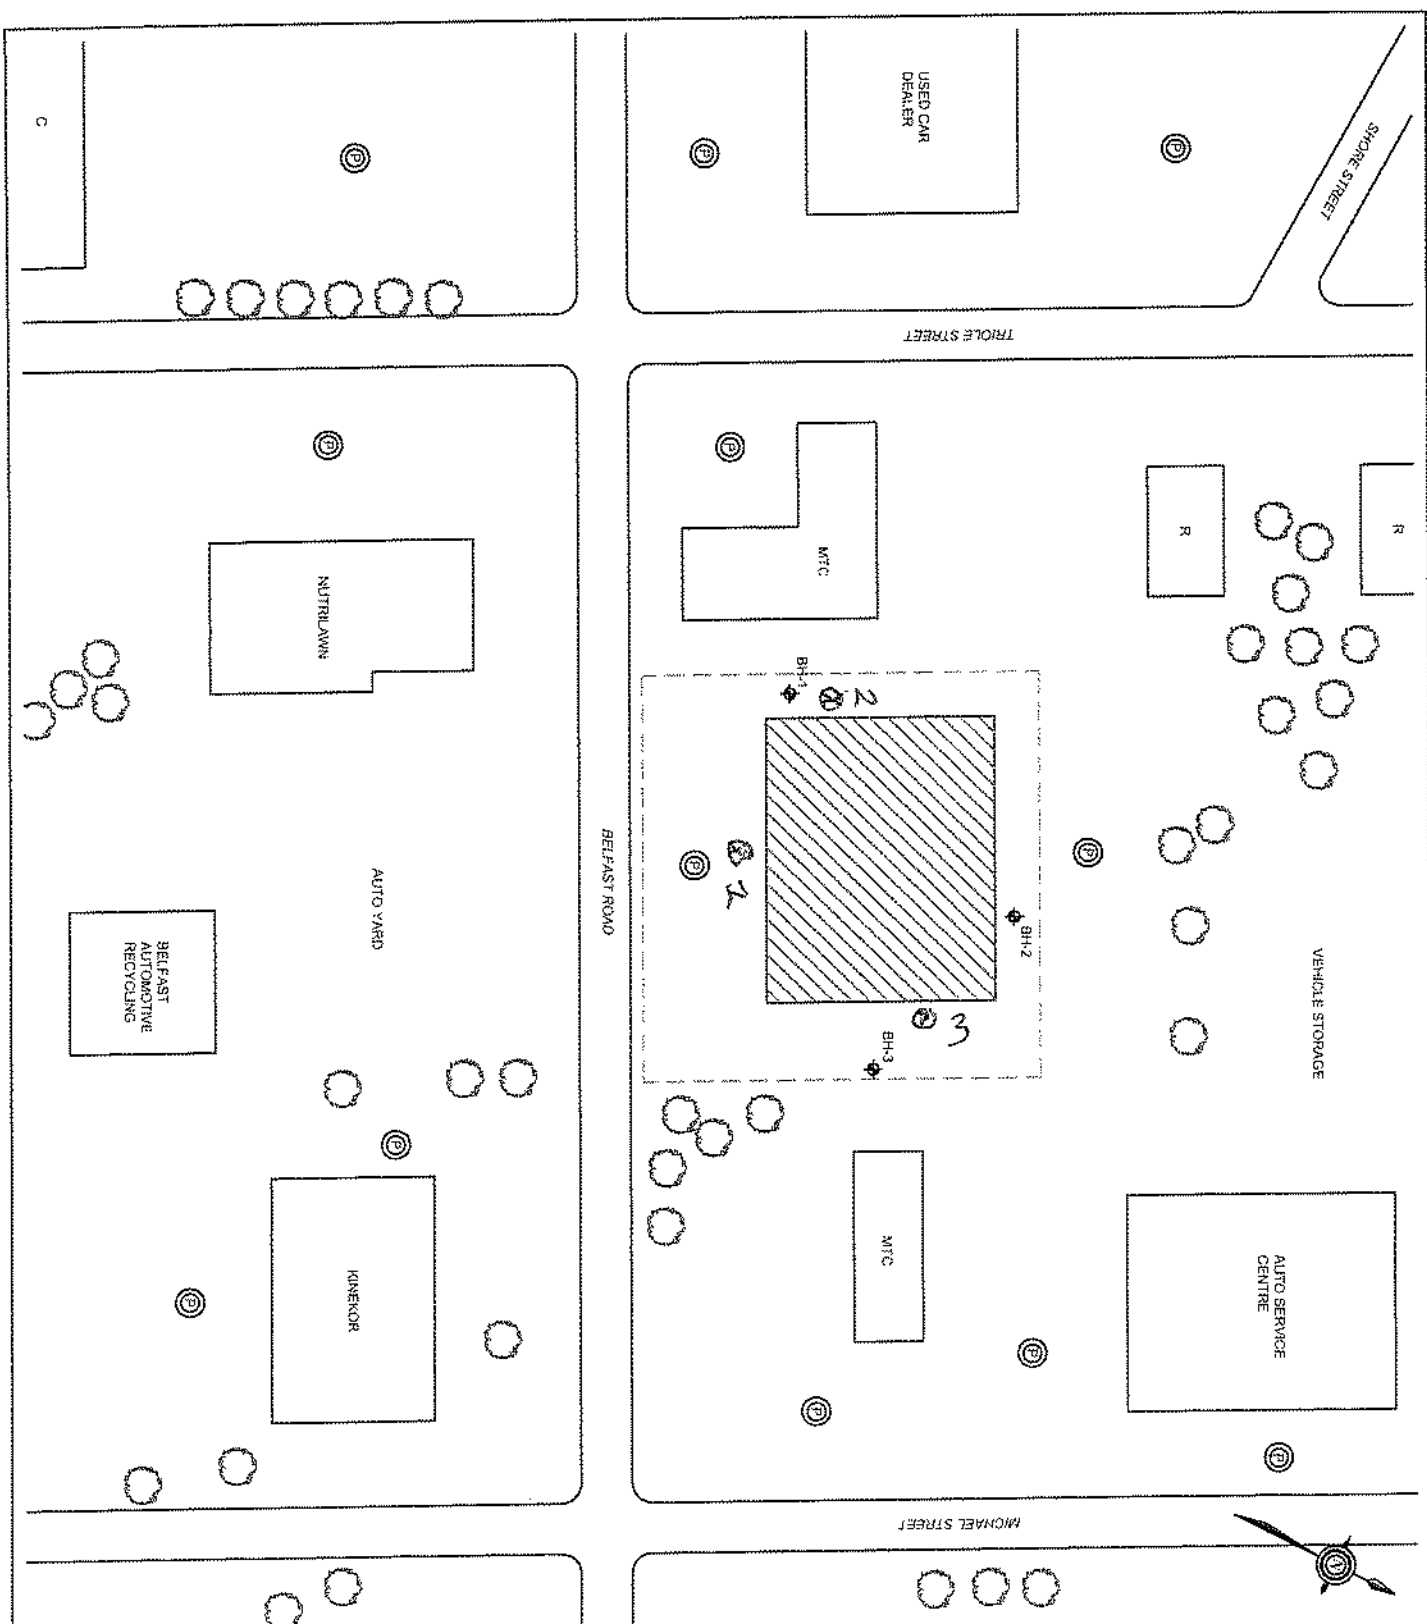 C
P
P
USED CAR
DEALER
P
SHORE STREET
TRIOLE STREET
P
NUTRILAWN
P
MTC
R
R
BH-1
2
AUTO YARD
BELFAST ROAD
P
2
P
BH-2
BELFAST
AUTOMOTIVE
RECYCLING
3
BH-3
VEHICLE STORAGE
P
KINEKOR
P
MTC
P
P
AUTO SERVICE
CENTRE
P
MICHAEL STREET